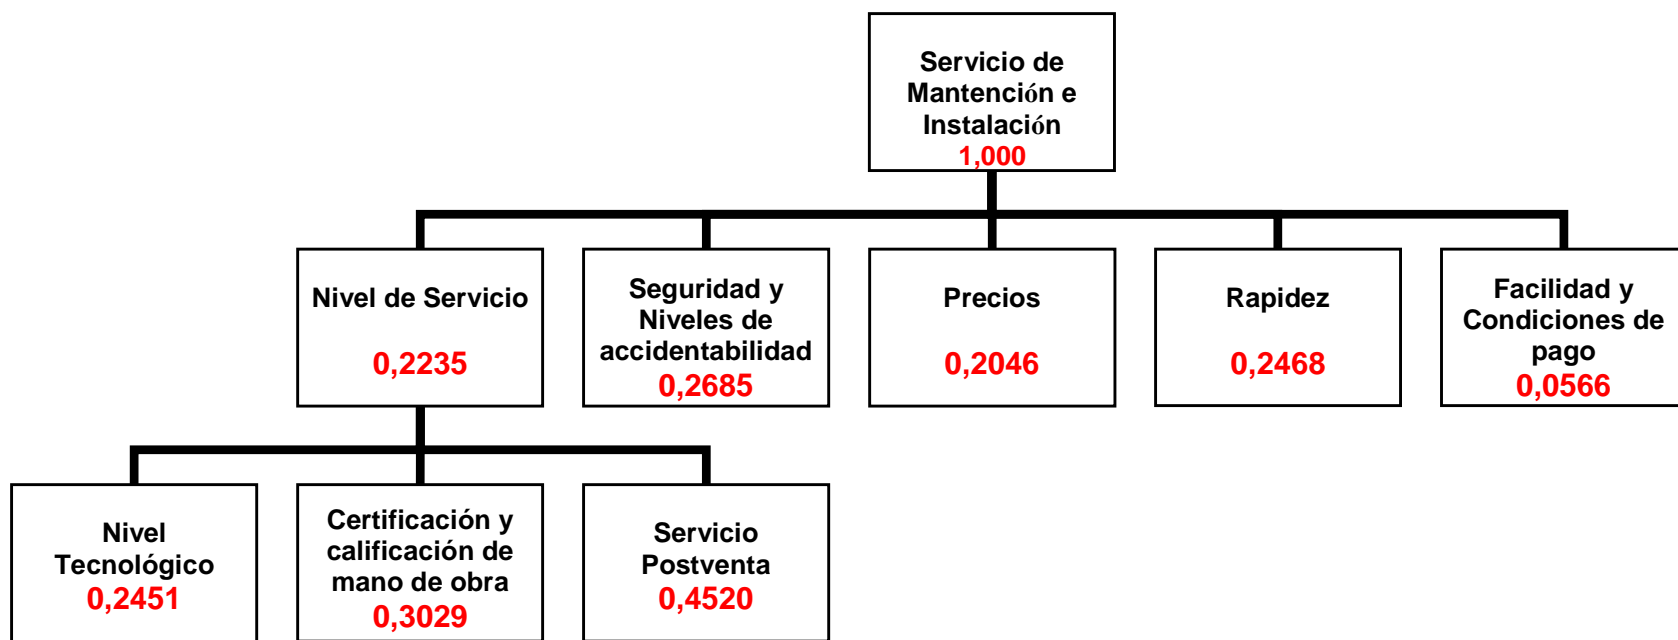 Servicio de
Mantención e
Instalación
1,000
Nivel de Servicio
0,2235
Seguridad y
Niveles de
accidentabilidad
0,2685
Precios
0,2046
Rapidez
0,2468
Facilidad y
Condiciones de
pago
0,0566
Nivel
Tecnológico
0,2451
Certificación y
calificación de
mano de obra
0,3029
Servicio
Postventa
0,4520